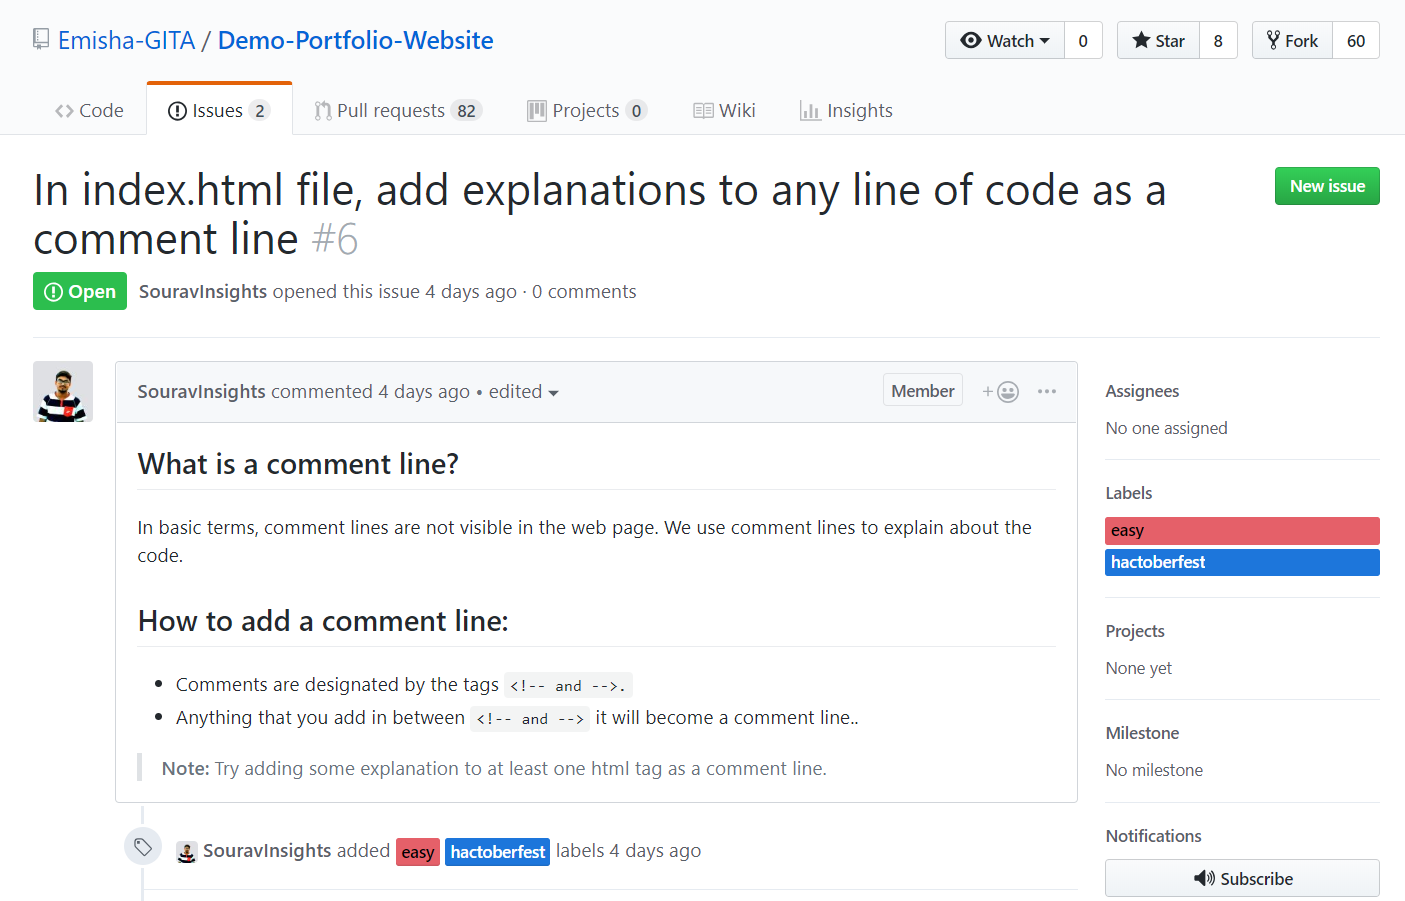 Emisha-GITA / Demo-Portfolio-Website
Watch 0 Star 8 Fork 60
Code Issues 2 Pull requests 82 Projects 0 Wiki Insights
In index.html file, add explanations to any line of code as a
comment line #6
New issue
Open SouravInsights opened this issue 4 days ago · 0 comments
SouravInsights commented 4 days ago • edited
Member
What is a comment line?
In basic terms, comment lines are not visible in the web page. We use comment lines to explain about the
code.
How to add a comment line:
• Comments are designated by the tags <!-- and -->.
• Anything that you add in between <!-- and --> it will become a comment line..
Note: Try adding some explanation to at least one html tag as a comment line.
SouravInsights added easy hactoberfest labels 4 days ago
Assignees
No one assigned
Labels
easy
hactoberfest
Projects
None yet
Milestone
No milestone
Notifications
Subscribe